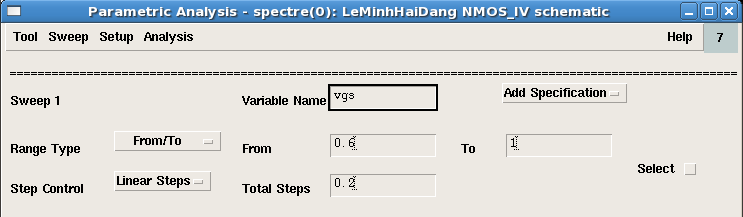 Parametric Analysis - spectre(0): LeMinhHaiDang NMOS_IV schematic
Tool Sweep Setup Analysis Help 7
Sweep 1 Variable Name vgs Add Specification
Range Type From/To From 0.6 To 1
Select
Step Control Linear Steps Total Steps 0.2